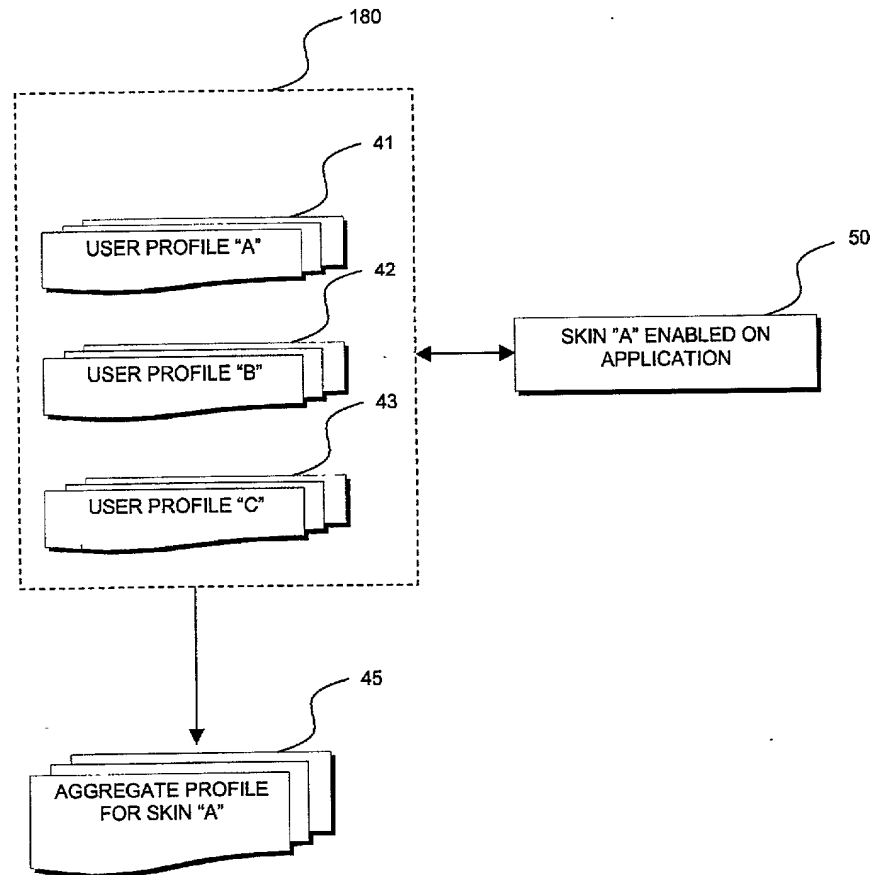 180
41
USER PROFILE "A"
42
50
SKIN "A" ENABLED ON
APPLICATION
USER PROFILE "B"
43
USER PROFILE "C"
45
AGGREGATE PROFILE
FOR SKIN "A"